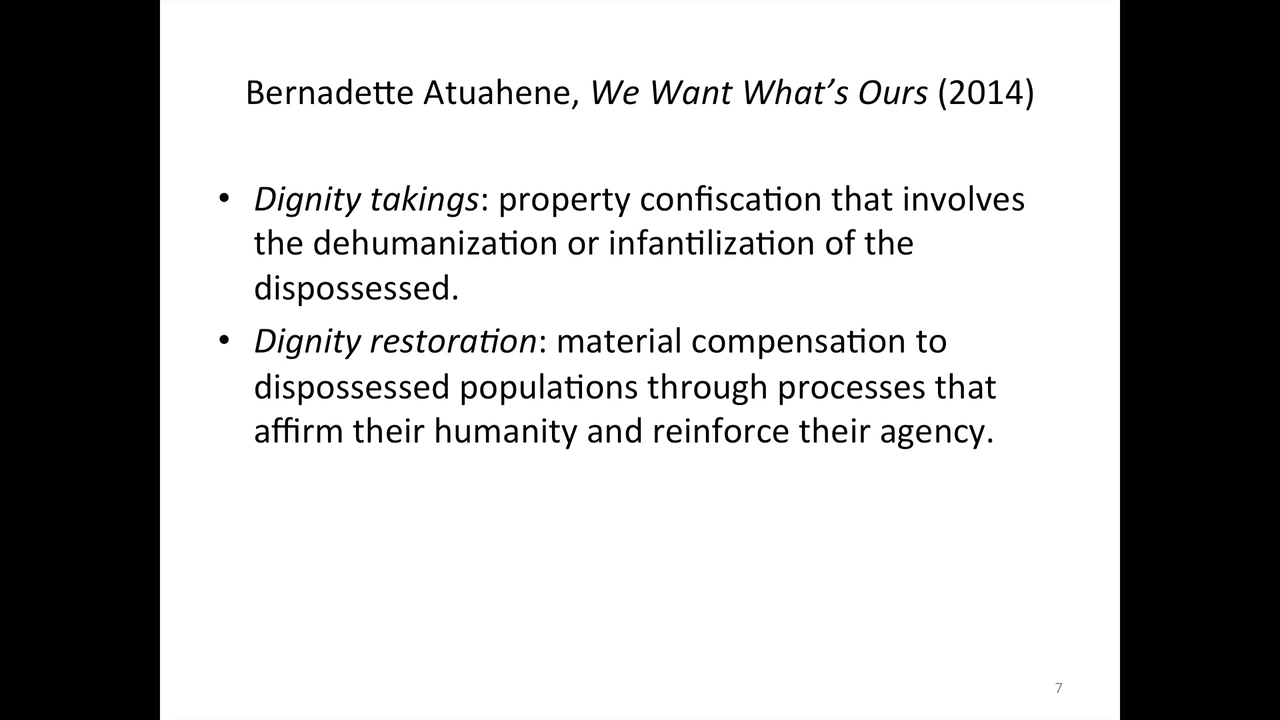 Bernadette Atuahene, We Want What’s Ours (2014)
• Dignity takings: property confiscation that involves
the dehumanization or infantilization of the
dispossessed.
• Dignity restoration: material compensation to
dispossessed populations through processes that
affirm their humanity and reinforce their agency.
7